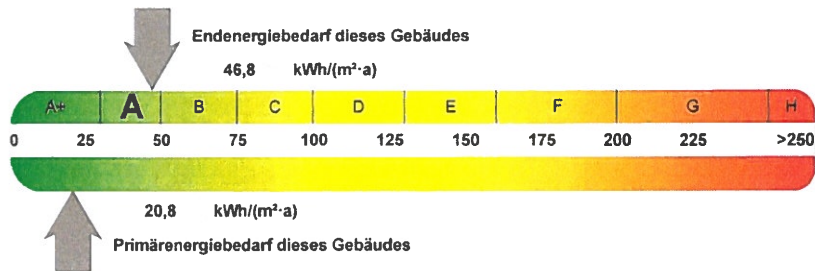 Endenergiebedarf dieses Gebäudes
46,8 kWh/(m²·a)
A+ A B C D E F G H
0 25 50 75 100 125 150 175 200 225 >250
20,8 kWh/(m²·a)
Primärenergiebedarf dieses Gebäudes